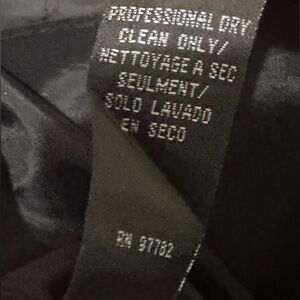 PROFESSIONAL DRY
CLEAN ONLY/
NETTOYAGE A SEC
SEULMENT/
SOLO LAVADO
EN SECO
RN 97782